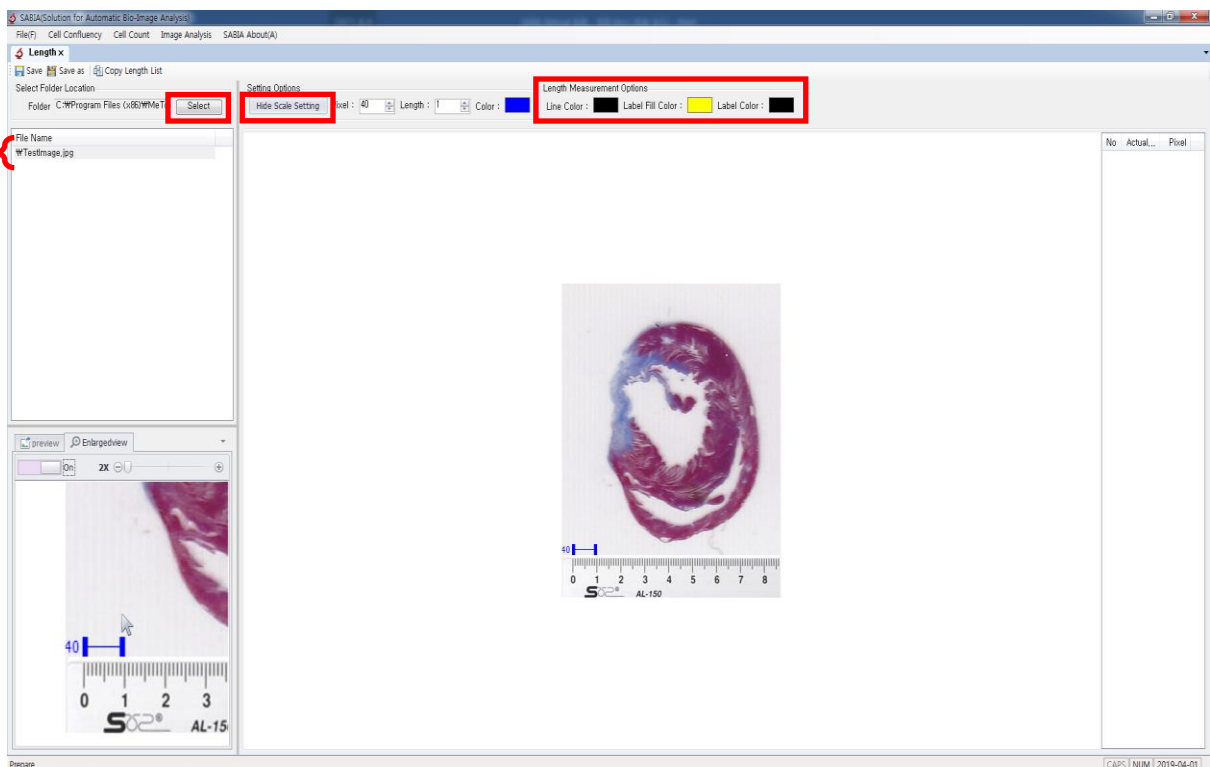 SABIA(Solution for Automatic Bio-Image Analysis)
File(F) Cell Confluency Cell Count Image Analysis SABIA About(A)
Length x
Save Save as Copy Length List
Select Folder Location
Folder C:₩Program Files (x86)₩MeT Select
Setting Options
Hide Scale Setting ixel : 40 Length : 1 Color :
Length Measurement Options
Line Color : Label Fill Color : Label Color :
File Name
₩TestImage.jpg
No Actual... Pixel
preview Enlargedview
On 2X
40
0 1 2 3
AL-15
40
0 1 2 3 4 5 6 7 8
AL-150
Prepare
CAPS NUM 2019-04-01